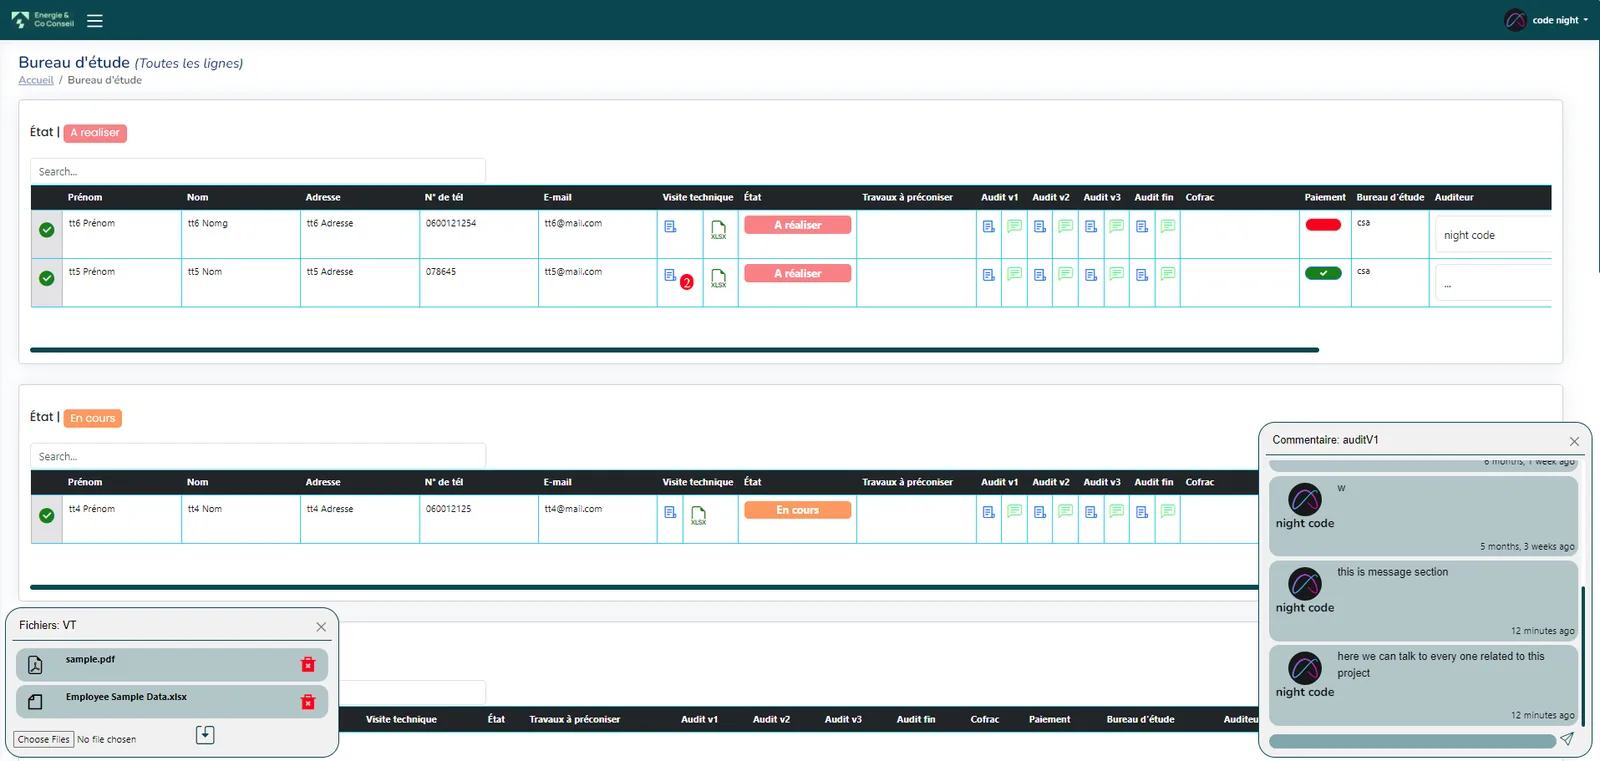 Energie &
Co Conseil
code night
Bureau d'étude (Toutes les lignes)
Accueil / Bureau d'étude
État | A realiser
Search...
Prénom Nom Adresse N° de tél E-mail Visite technique État Travaux à préconiser Audit v1 Audit v2 Audit v3 Audit fin Cofrac Paiement Bureau d'étude Auditeur
tt6 Prénom tt6 Nomg tt6 Adresse 0600121254 tt6@mail.com XLSX A réaliser csa night code
tt5 Prénom tt5 Nom tt5 Adresse 078645 tt5@mail.com 2 XLSX A réaliser csa ...
État | En cours
Search...
Prénom Nom Adresse N° de tél E-mail Visite technique État Travaux à préconiser Audit v1 Audit v2 Audit v3 Audit fin Cofrac
tt4 Prénom tt4 Nom tt4 Adresse 060012125 tt4@mail.com XLSX En cours
Visite technique État Travaux à préconiser Audit v1 Audit v2 Audit v3 Audit fin Cofrac Paiement Bureau d'étude Auditeu
Fichiers: VT
sample.pdf
Employee Sample Data.xlsx
Choose Files No file chosen
Commentaire: auditV1
6 months, 1 week ago
w
night code
5 months, 3 weeks ago
this is message section
night code
12 minutes ago
here we can talk to every one related to this
project
night code
12 minutes ago